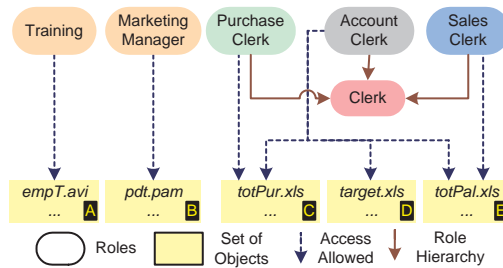 Training
Marketing
Manager
Purchase
Clerk
Account
Clerk
Sales
Clerk
Clerk
empT.avi
...
A
pdt.pam
...
B
totPur.xls
...
C
target.xls
...
D
totPal.xls
...
E
Roles
Set of
Objects
Access
Allowed
Role
Hierarchy